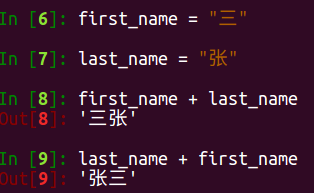 In [6]: first_name = "三"
In [7]: last_name = "张"
In [8]: first_name + last_name
Out[8]: '三张'
In [9]: last_name + first_name
Out[9]: '张三'